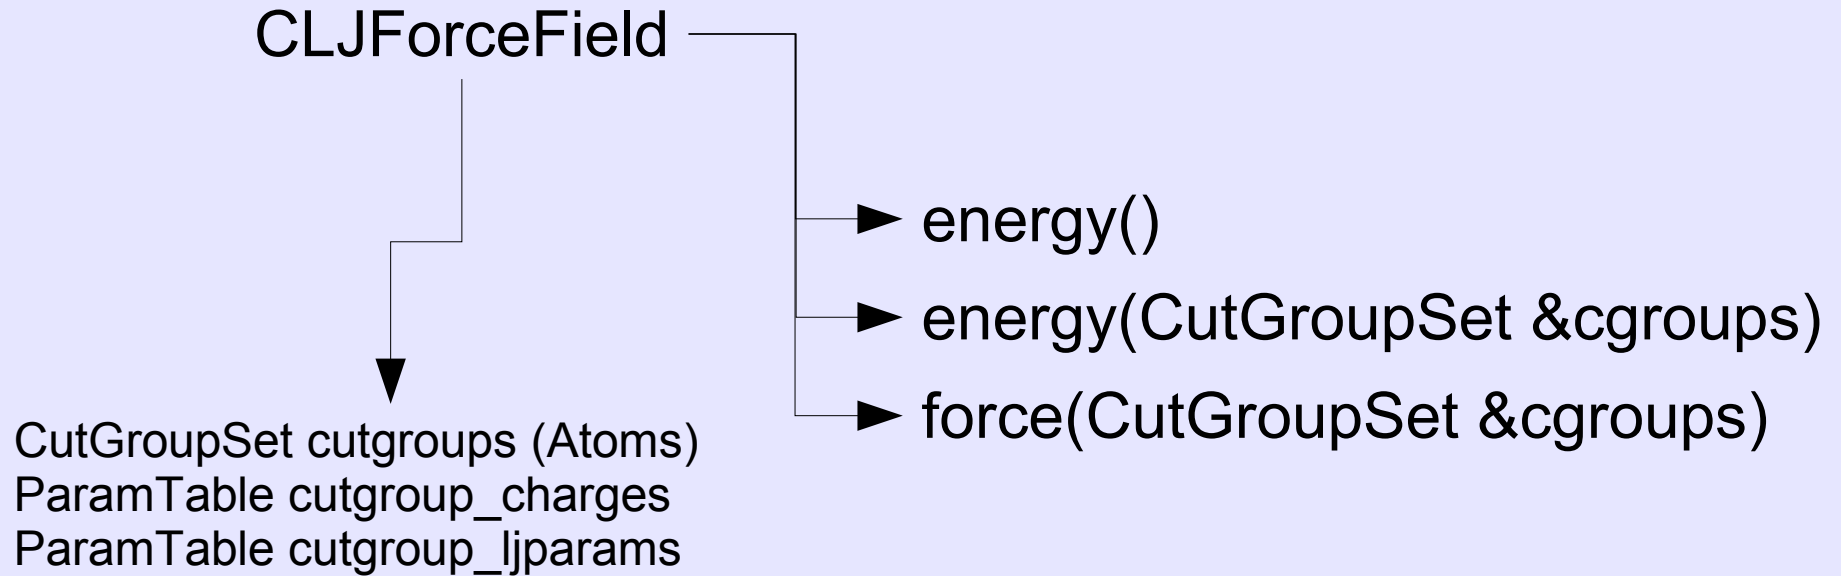 CLJForceField
energy()
energy(CutGroupSet &cgroups)
force(CutGroupSet &cgroups)
CutGroupSet cutgroups (Atoms)
ParamTable cutgroup_charges
ParamTable cutgroup_ljparams